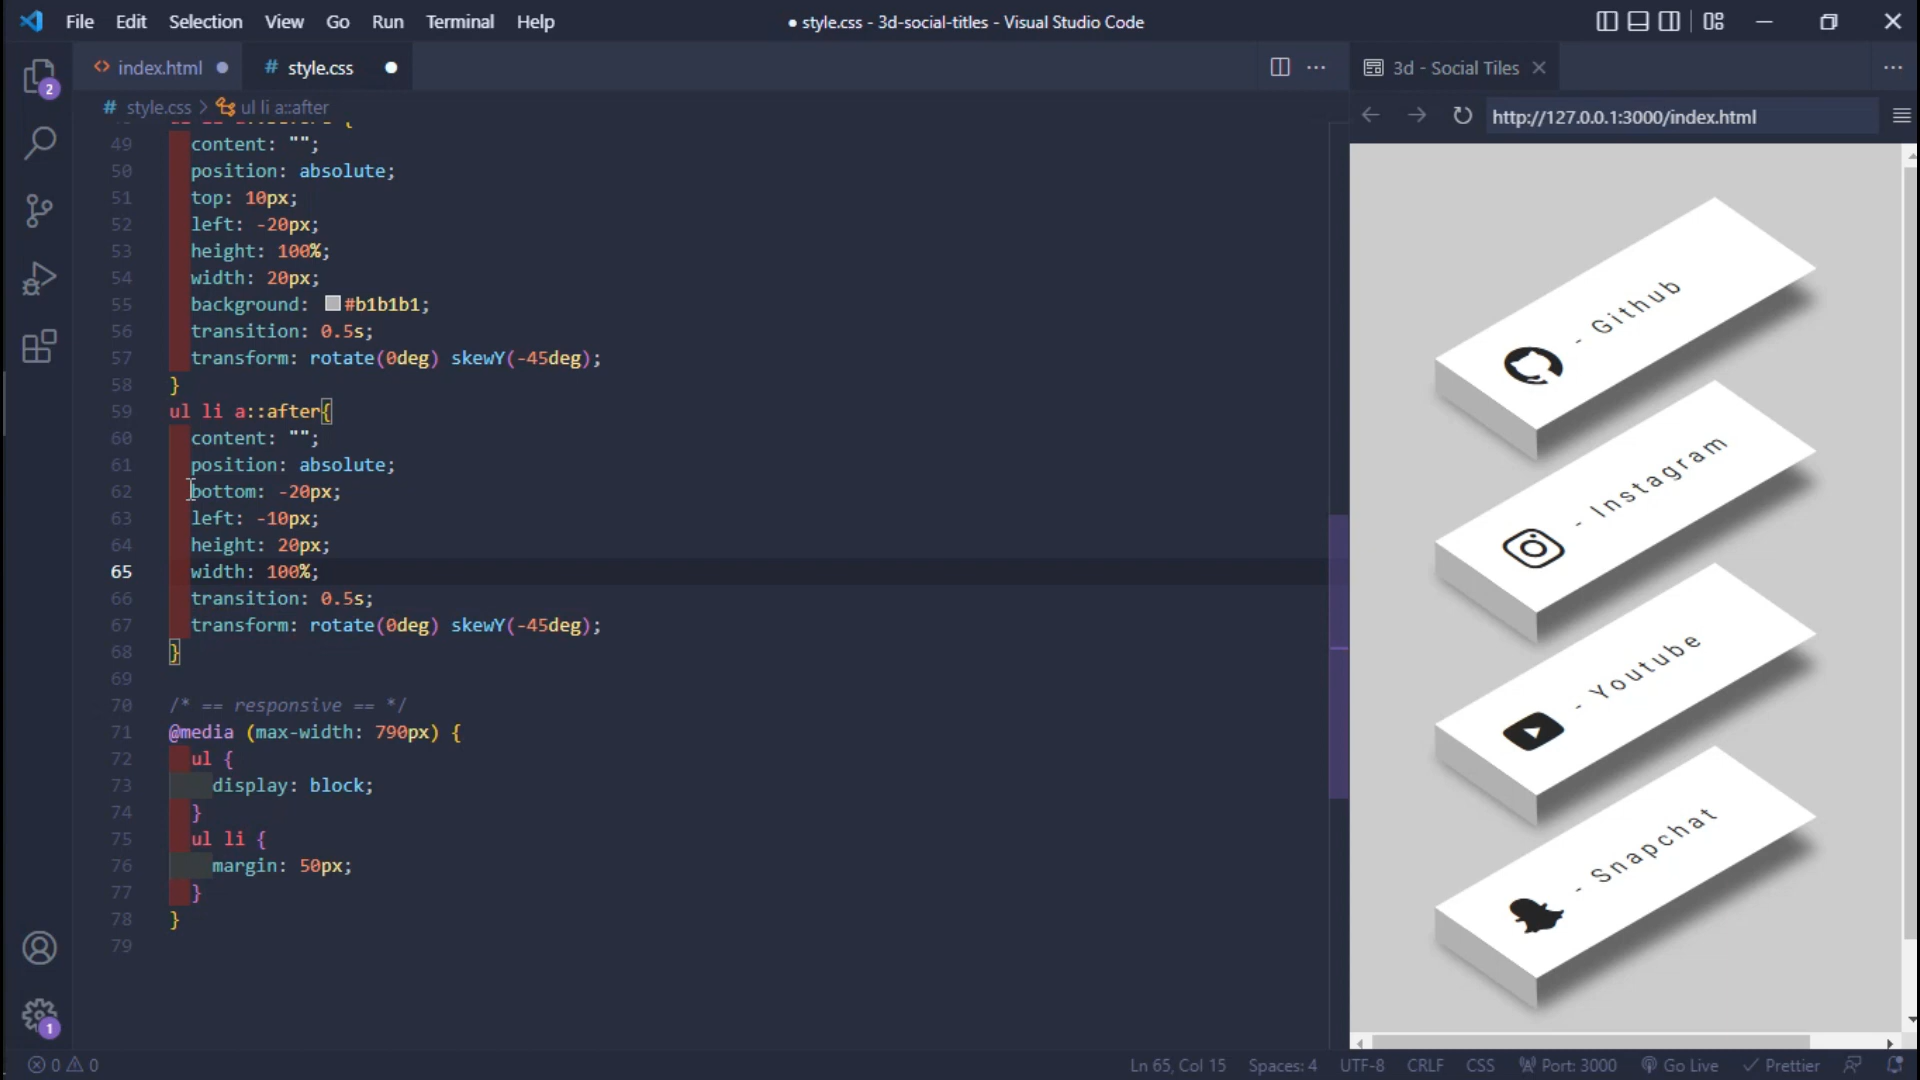 File Edit Selection View Go Run Terminal Help
● style.css - 3d-social-titles - Visual Studio Code
index.html
# style.css
3d - Social Tiles
# style.css > ul li a::after
http://127.0.0.1:3000/index.html
49 content: "";
50 position: absolute;
51 top: 10px;
52 left: -20px;
53 height: 100%;
54 width: 20px;
55 background: #b1b1b1;
56 transition: 0.5s;
57 transform: rotate(0deg) skewY(-45deg);
58 }
59 ul li a::after{
60 content: "";
61 position: absolute;
62 bottom: -20px;
63 left: -10px;
64 height: 20px;
65 width: 100%;
66 transition: 0.5s;
67 transform: rotate(0deg) skewY(-45deg);
68 }
69
70 /* == responsive == */
71 @media (max-width: 790px) {
72 ul {
73 display: block;
74 }
75 ul li {
76 margin: 50px;
77 }
78 }
79
- Github
- Instagram
- Youtube
- Snapchat
2
1
0 0
Ln 65, Col 15
Spaces: 4
UTF-8
CRLF
CSS
Port: 3000
Go Live
Prettier